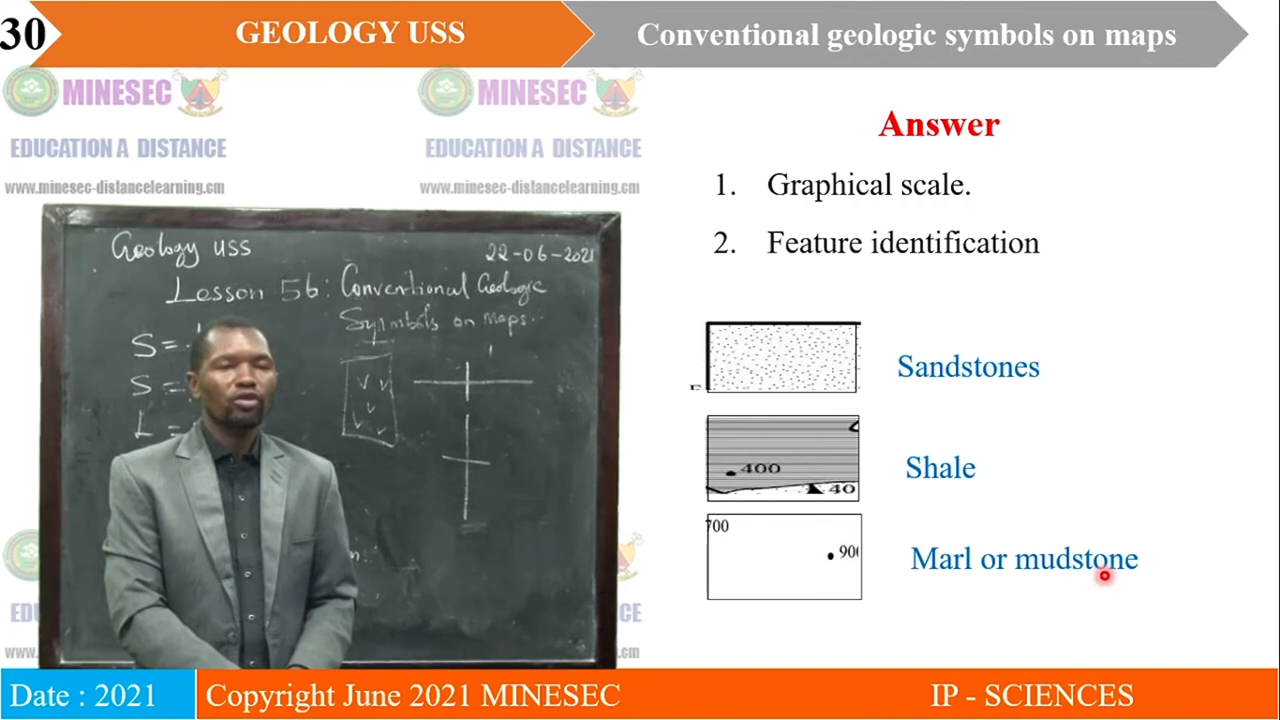 30
GEOLOGY USS
Conventional geologic symbols on maps
MINESEC
MINESEC
EDUCATION A DISTANCE
EDUCATION A DISTANCE
www.minesec-distancelearning.cm
www.minesec-distancelearning.cm
Geology USS
22-06-2021
Lesson 56: Conventional Geologic
Symbols on maps.
S=
S=
L=
Answer
1. Graphical scale.
2. Feature identification
Sandstones
400
40
Shale
700
900
Marl or mudstone
Date : 2021
Copyright June 2021 MINESEC
IP - SCIENCES